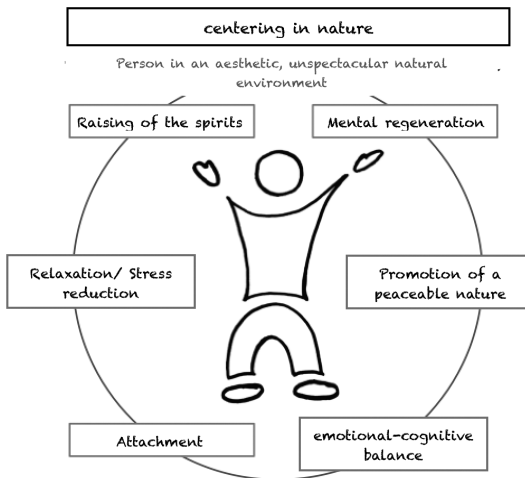 centering in nature
Person in an aesthetic, unspectacular natural
environment
Raising of the spirits
Mental regeneration
Relaxation/ Stress
reduction
Promotion of a
peaceable nature
Attachment
emotional-cognitive
balance